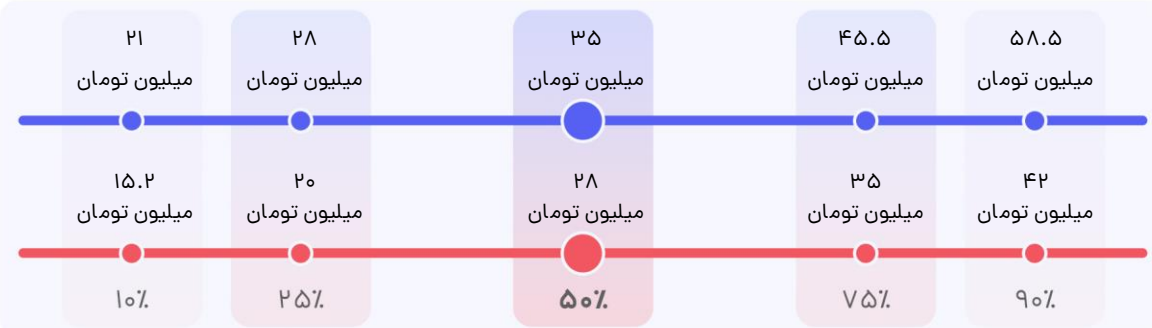 ۲۱ ۲۸ ۳۵ ۴۵.۵ ۵۸.۵
میلیون تومان میلیون تومان میلیون تومان میلیون تومان میلیون تومان
۱۵.۲ ۲۰ ۲۸ ۳۵ ۴۲
میلیون تومان میلیون تومان میلیون تومان میلیون تومان میلیون تومان
۱۰٪ ۲۵٪ ۵۰٪ ۷۵٪ ۹۰٪